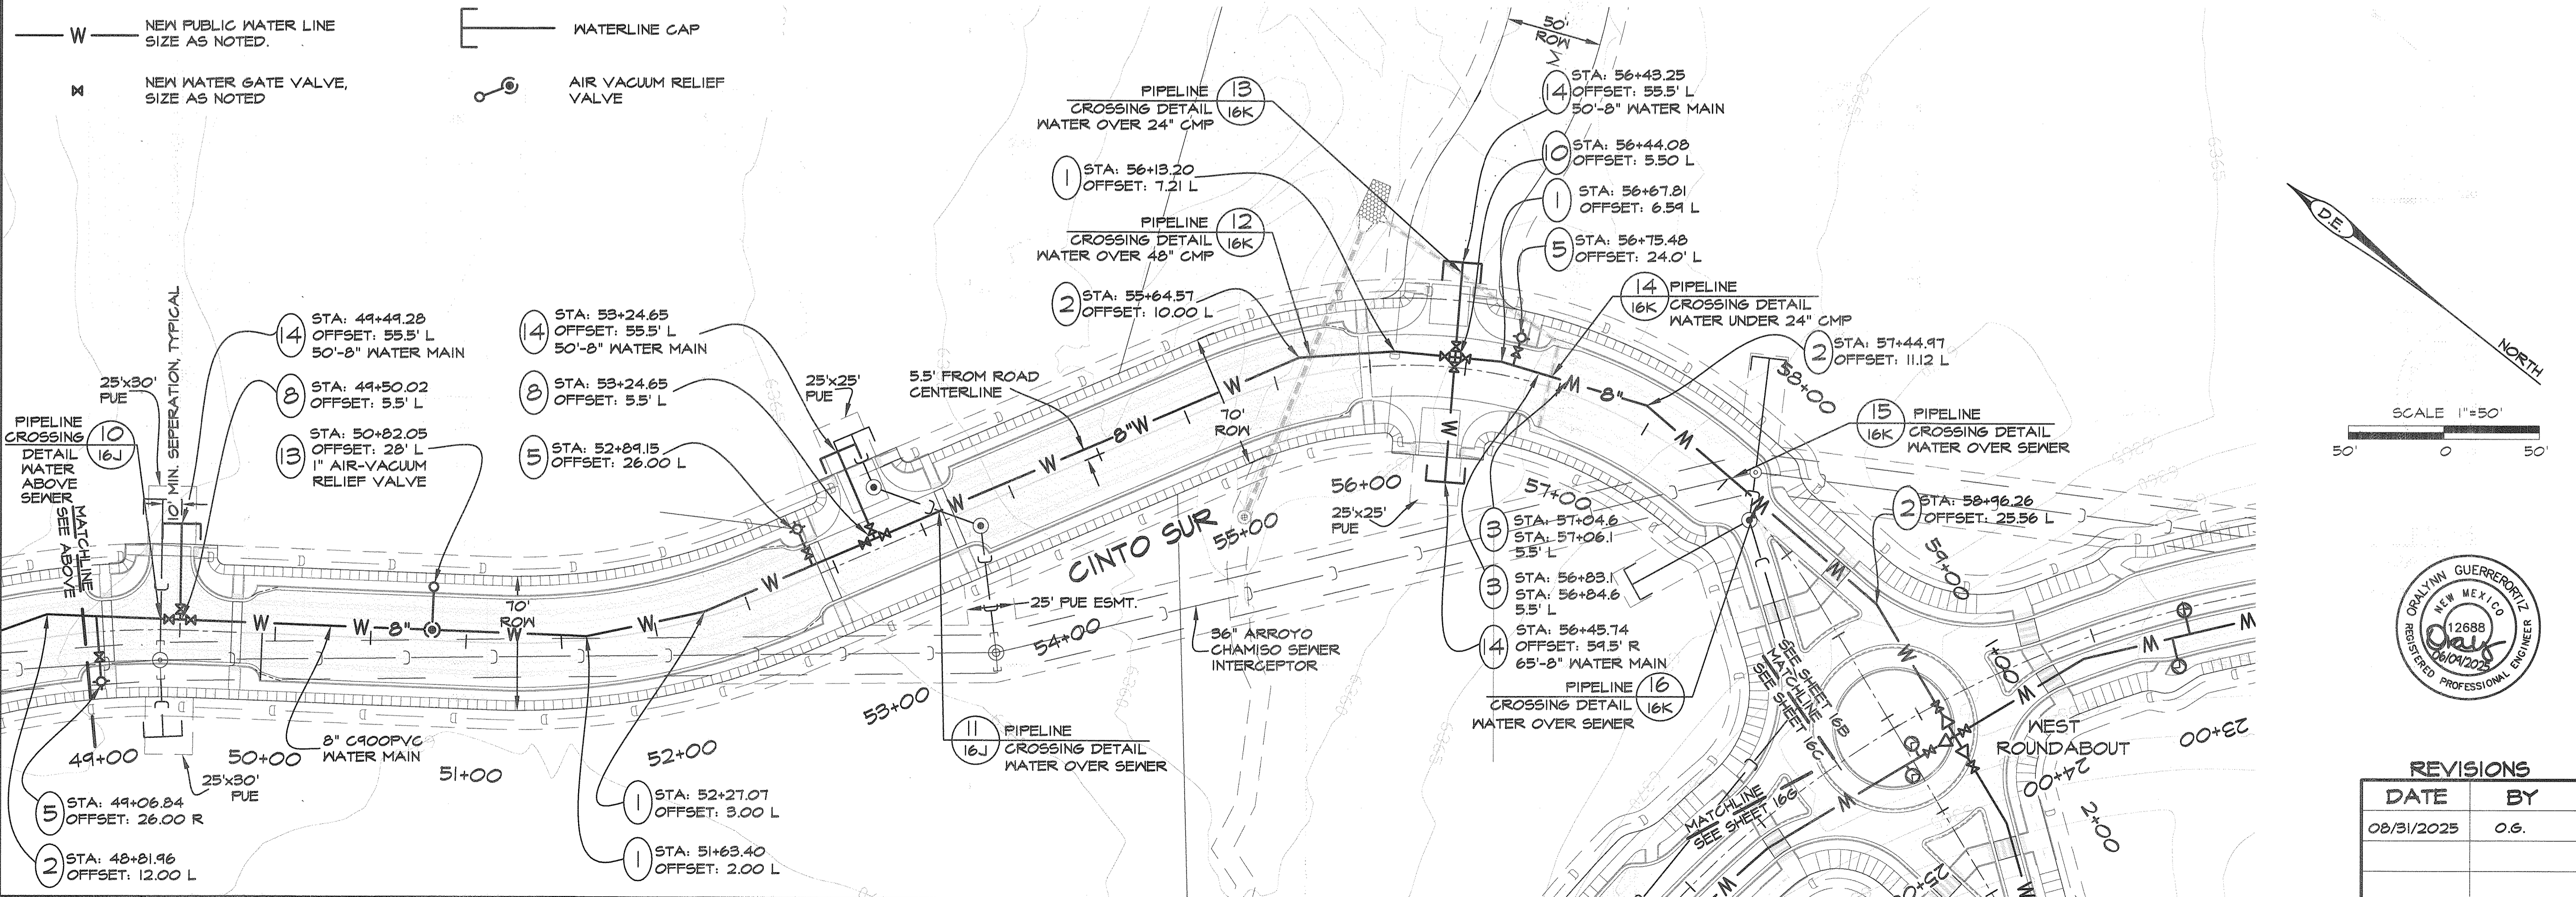 W
NEW PUBLIC WATER LINE
SIZE AS NOTED.
WATERLINE CAP
NEW WATER GATE VALVE,
SIZE AS NOTED
AIR VACUUM RELIEF
VALVE
50'
ROW
W
PIPELINE
13
16K
CROSSING DETAIL
WATER OVER 24" CMP
14
STA: 56+43.25
OFFSET: 55.5' L
50'-8" WATER MAIN
10
STA: 56+44.08
OFFSET: 5.50 L
1
STA: 56+13.20
OFFSET: 7.21 L
1
STA: 56+67.81
OFFSET: 6.59 L
PIPELINE
12
16K
CROSSING DETAIL
WATER OVER 48" CMP
5
STA: 56+75.48
OFFSET: 24.0' L
2
STA: 55+64.57
OFFSET: 10.00 L
14
16K
PIPELINE
CROSSING DETAIL
WATER UNDER 24" CMP
2
STA: 57+44.97
OFFSET: 11.12 L
6365
D.E.
NORTH
SCALE 1"=50'
50'
0
50'
10' MIN. SEPERATION, TYPICAL
14
STA: 49+49.28
OFFSET: 55.5' L
50'-8" WATER MAIN
14
STA: 53+24.65
OFFSET: 55.5' L
50'-8" WATER MAIN
8
STA: 49+50.02
OFFSET: 5.5' L
8
STA: 53+24.65
OFFSET: 5.5' L
25'x30'
PUE
25'x25'
PUE
5.5' FROM ROAD
CENTERLINE
PIPELINE
CROSSING
10
16J
DETAIL
WATER
ABOVE
SEWER
MATCHLINE
SEE ABOVE
13
STA: 50+82.05
OFFSET: 28' L
1" AIR-VACUUM
RELIEF VALVE
5
STA: 52+89.15
OFFSET: 26.00 L
70'
ROW
W
8"W
W
W
W
8"
W
W
58+00
15
16K
PIPELINE
CROSSING DETAIL
WATER OVER SEWER
56+00
25'x25'
PUE
57+00
2
STA: 58+96.26
OFFSET: 25.56 L
3
STA: 57+04.6
STA: 57+06.1
5.5' L
3
STA: 56+83.1
STA: 56+84.6
5.5' L
14
STA: 56+45.74
OFFSET: 59.5' R
65'-8" WATER MAIN
PIPELINE
16
16K
CROSSING DETAIL
WATER OVER SEWER
CINTO SUR
55+00
54+00
25' PUE ESMT.
36" ARROYO
CHAMISO SEWER
INTERCEPTOR
W
W
8"
W
W
W
70'
ROW
59+00
W
W
W
W
W
1+00
W
SEE SHEET 16B
MATCHLINE
SEE SHEET 16C
WEST
ROUNDABOUT
23+00
24+00
2+00
25+00
MATCHLINE
SEE SHEET 16G
W
W
W
53+00
52+00
51+00
50+00
49+00
8" C900PVC
WATER MAIN
25'x30'
PUE
11
16J
PIPELINE
CROSSING DETAIL
WATER OVER SEWER
5
STA: 49+06.84
OFFSET: 26.00 R
2
STA: 48+81.96
OFFSET: 12.00 L
1
STA: 52+27.07
OFFSET: 3.00 L
1
STA: 51+63.40
OFFSET: 2.00 L
ORALYNN GUERRERORTIZ
NEW MEXICO
12688
06/09/2025
REGISTERED PROFESSIONAL ENGINEER
REVISIONS
DATE BY
08/31/2025 O.G.